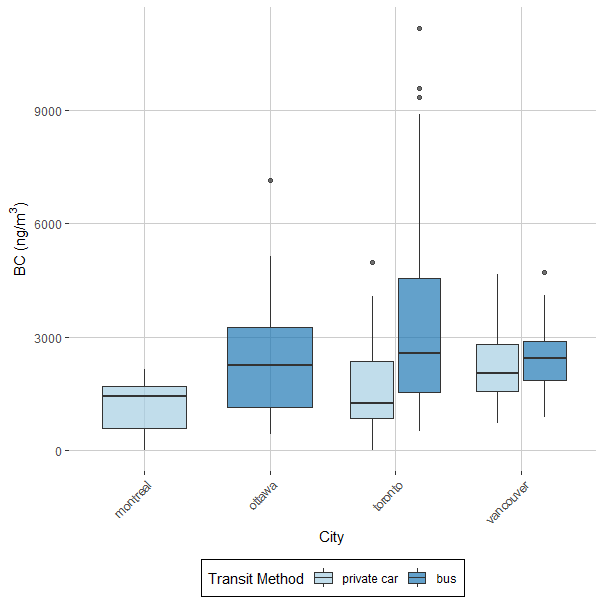 9000
6000
3000
0
BC (ng/m³)
montreal
ottawa
toronto
vancouver
City
Transit Method private car bus